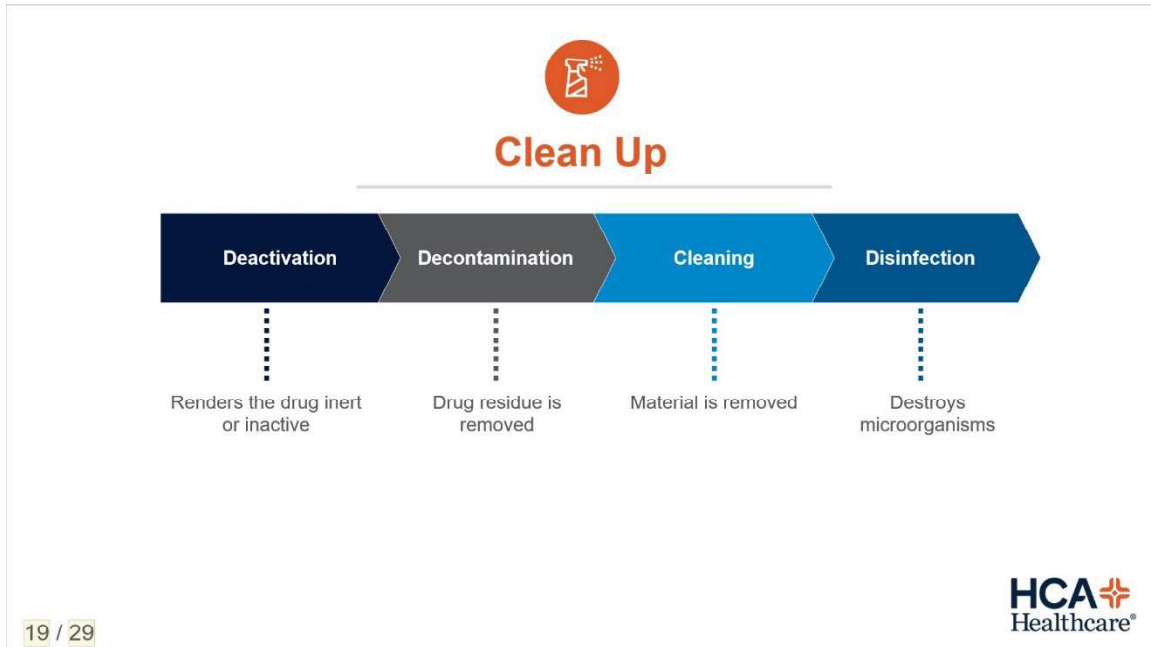 Clean Up
Deactivation
Decontamination
Cleaning
Disinfection
Renders the drug inert
or inactive
Drug residue is
removed
Material is removed
Destroys
microorganisms
HCA
Healthcare®
19 / 29